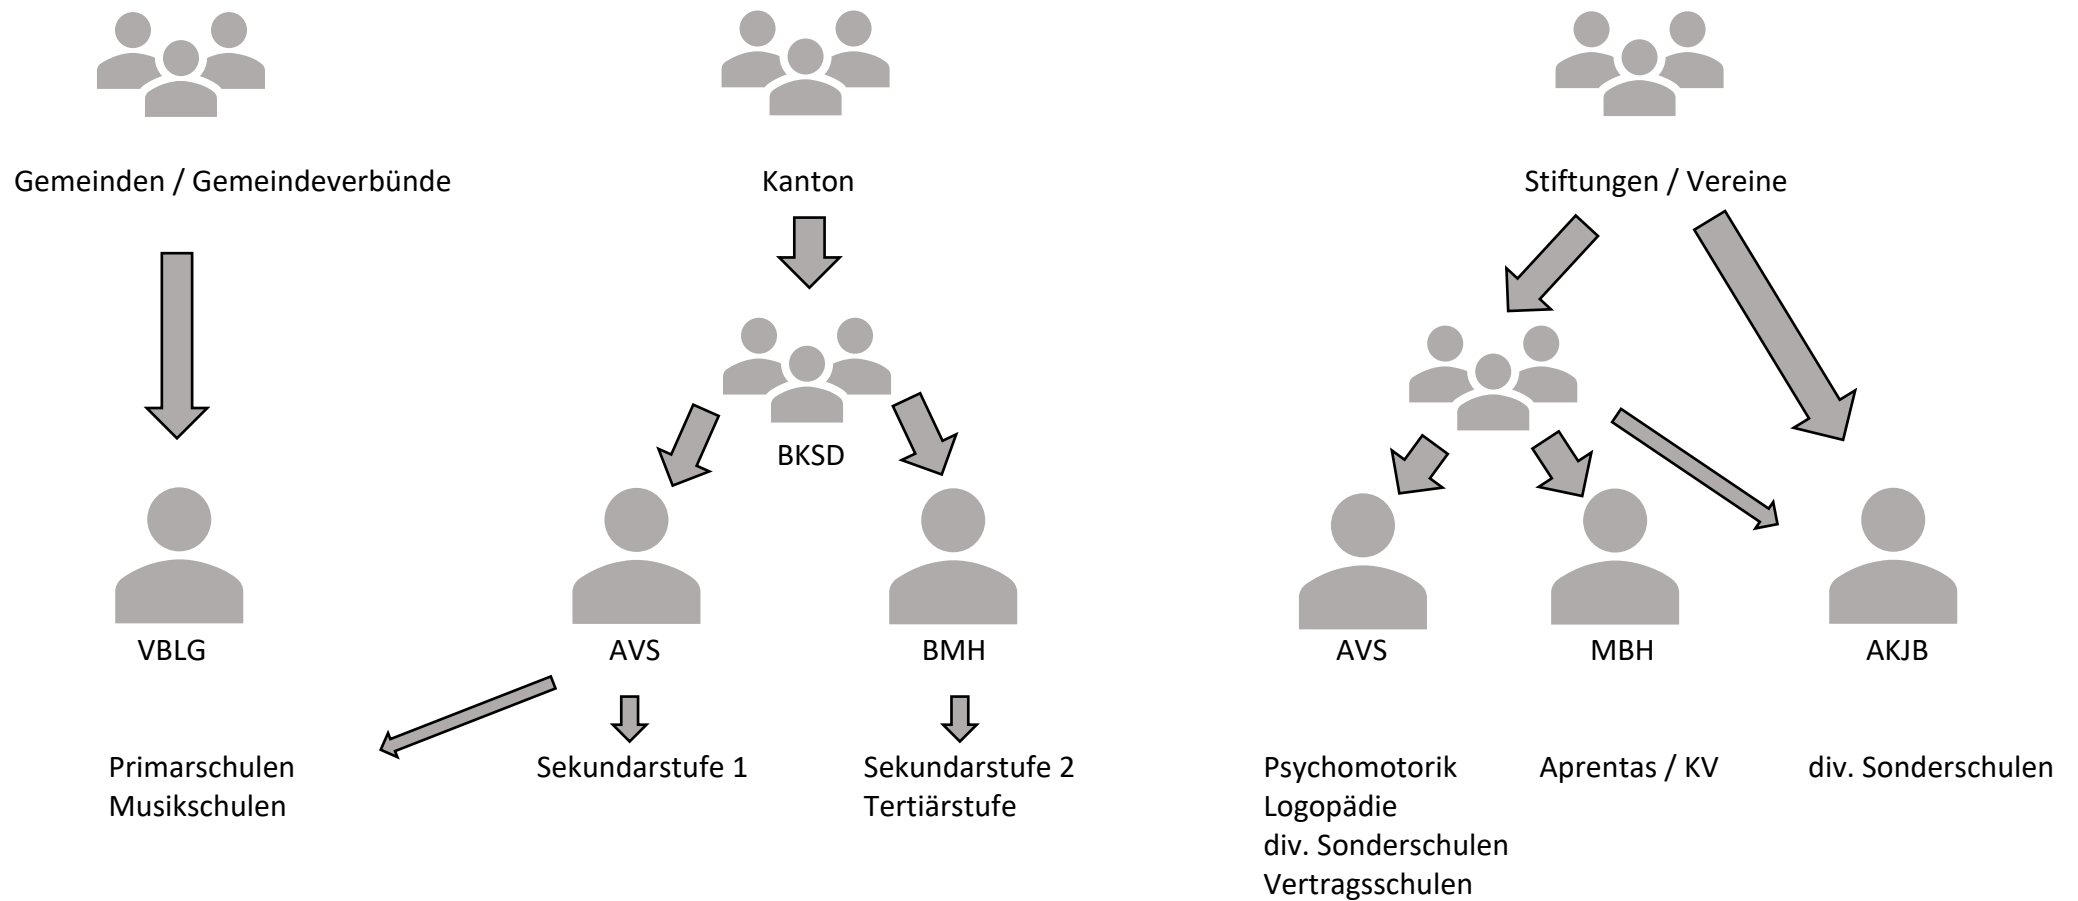 Gemeinden / Gemeindeverbünde
Kanton
Stiftungen / Vereine
BKSD
VBLG
AVS
BMH
AVS
MBH
AKJB
Primarschulen
Musikschulen
Sekundarstufe 1
Sekundarstufe 2
Tertiärstufe
Psychomotorik
Logopädie
div. Sonderschulen
Vertragsschulen
Aprentas / KV
div. Sonderschulen